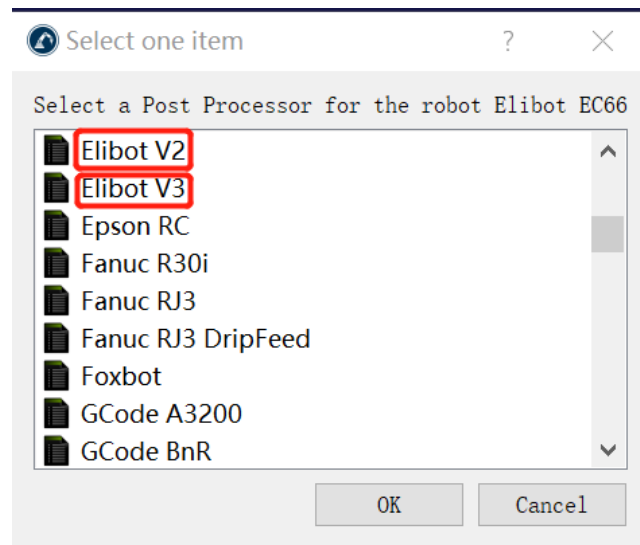 Select one item
?
Select a Post Processor for the robot Elibot EC66
Elibot V2
Elibot V3
Epson RC
Fanuc R30i
Fanuc RJ3
Fanuc RJ3 DripFeed
Foxbot
GCode A3200
GCode BnR
OK Cancel